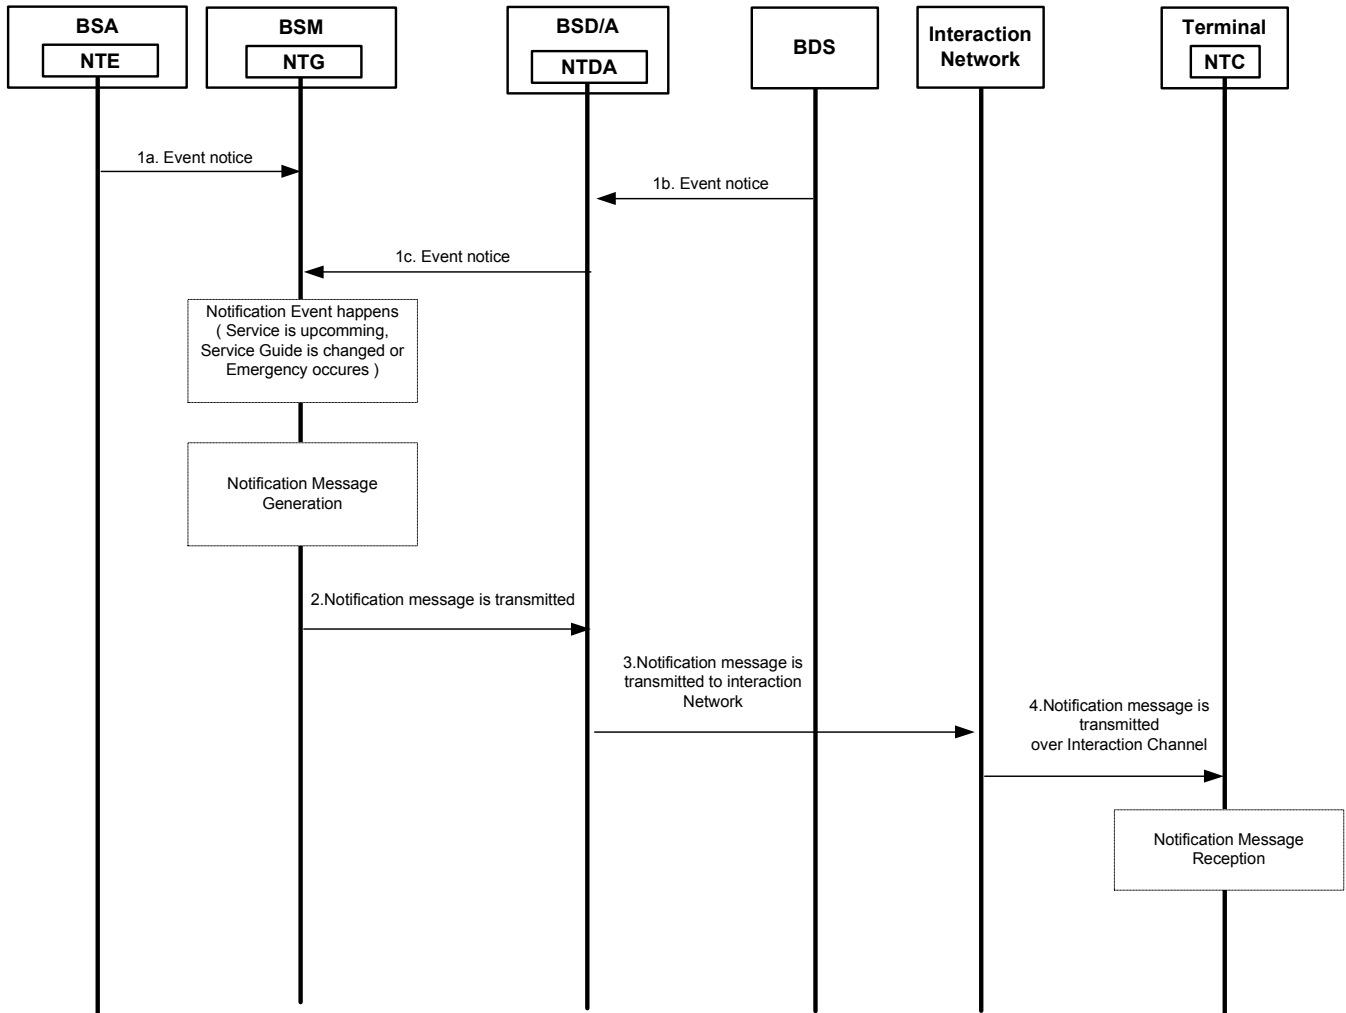 BSA
NTE
BSM
NTG
BSD/A
NTDA
BDS
Interaction
Network
Terminal
NTC
1a. Event notice
1b. Event notice
1c. Event notice
Notification Event happens
( Service is upcomming,
Service Guide is changed or
Emergency occures )
Notification Message
Generation
2.Notification message is transmitted
3.Notification message is
transmitted to interaction
Network
4.Notification message is
transmitted
over Interaction Channel
Notification Message
Reception